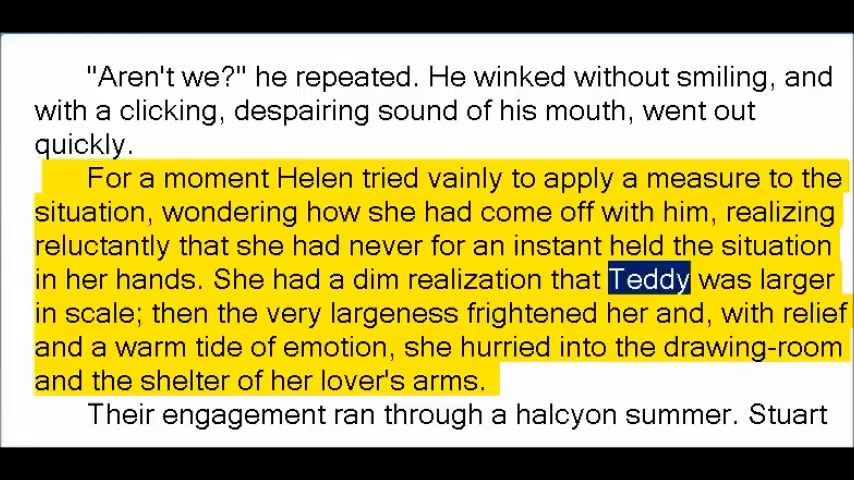 "Aren't we?" he repeated. He winked without smiling, and
with a clicking, despairing sound of his mouth, went out
quickly.
For a moment Helen tried vainly to apply a measure to the
situation, wondering how she had come off with him, realizing
reluctantly that she had never for an instant held the situation
in her hands. She had a dim realization that Teddy was larger
in scale; then the very largeness frightened her and, with relief
and a warm tide of emotion, she hurried into the drawing-room
and the shelter of her lover's arms.
Their engagement ran through a halcyon summer. Stuart